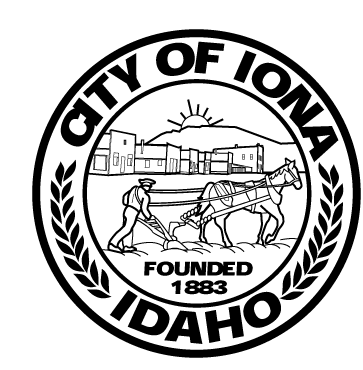 CITY OF IONA
FOUNDED
1883
IDAHO